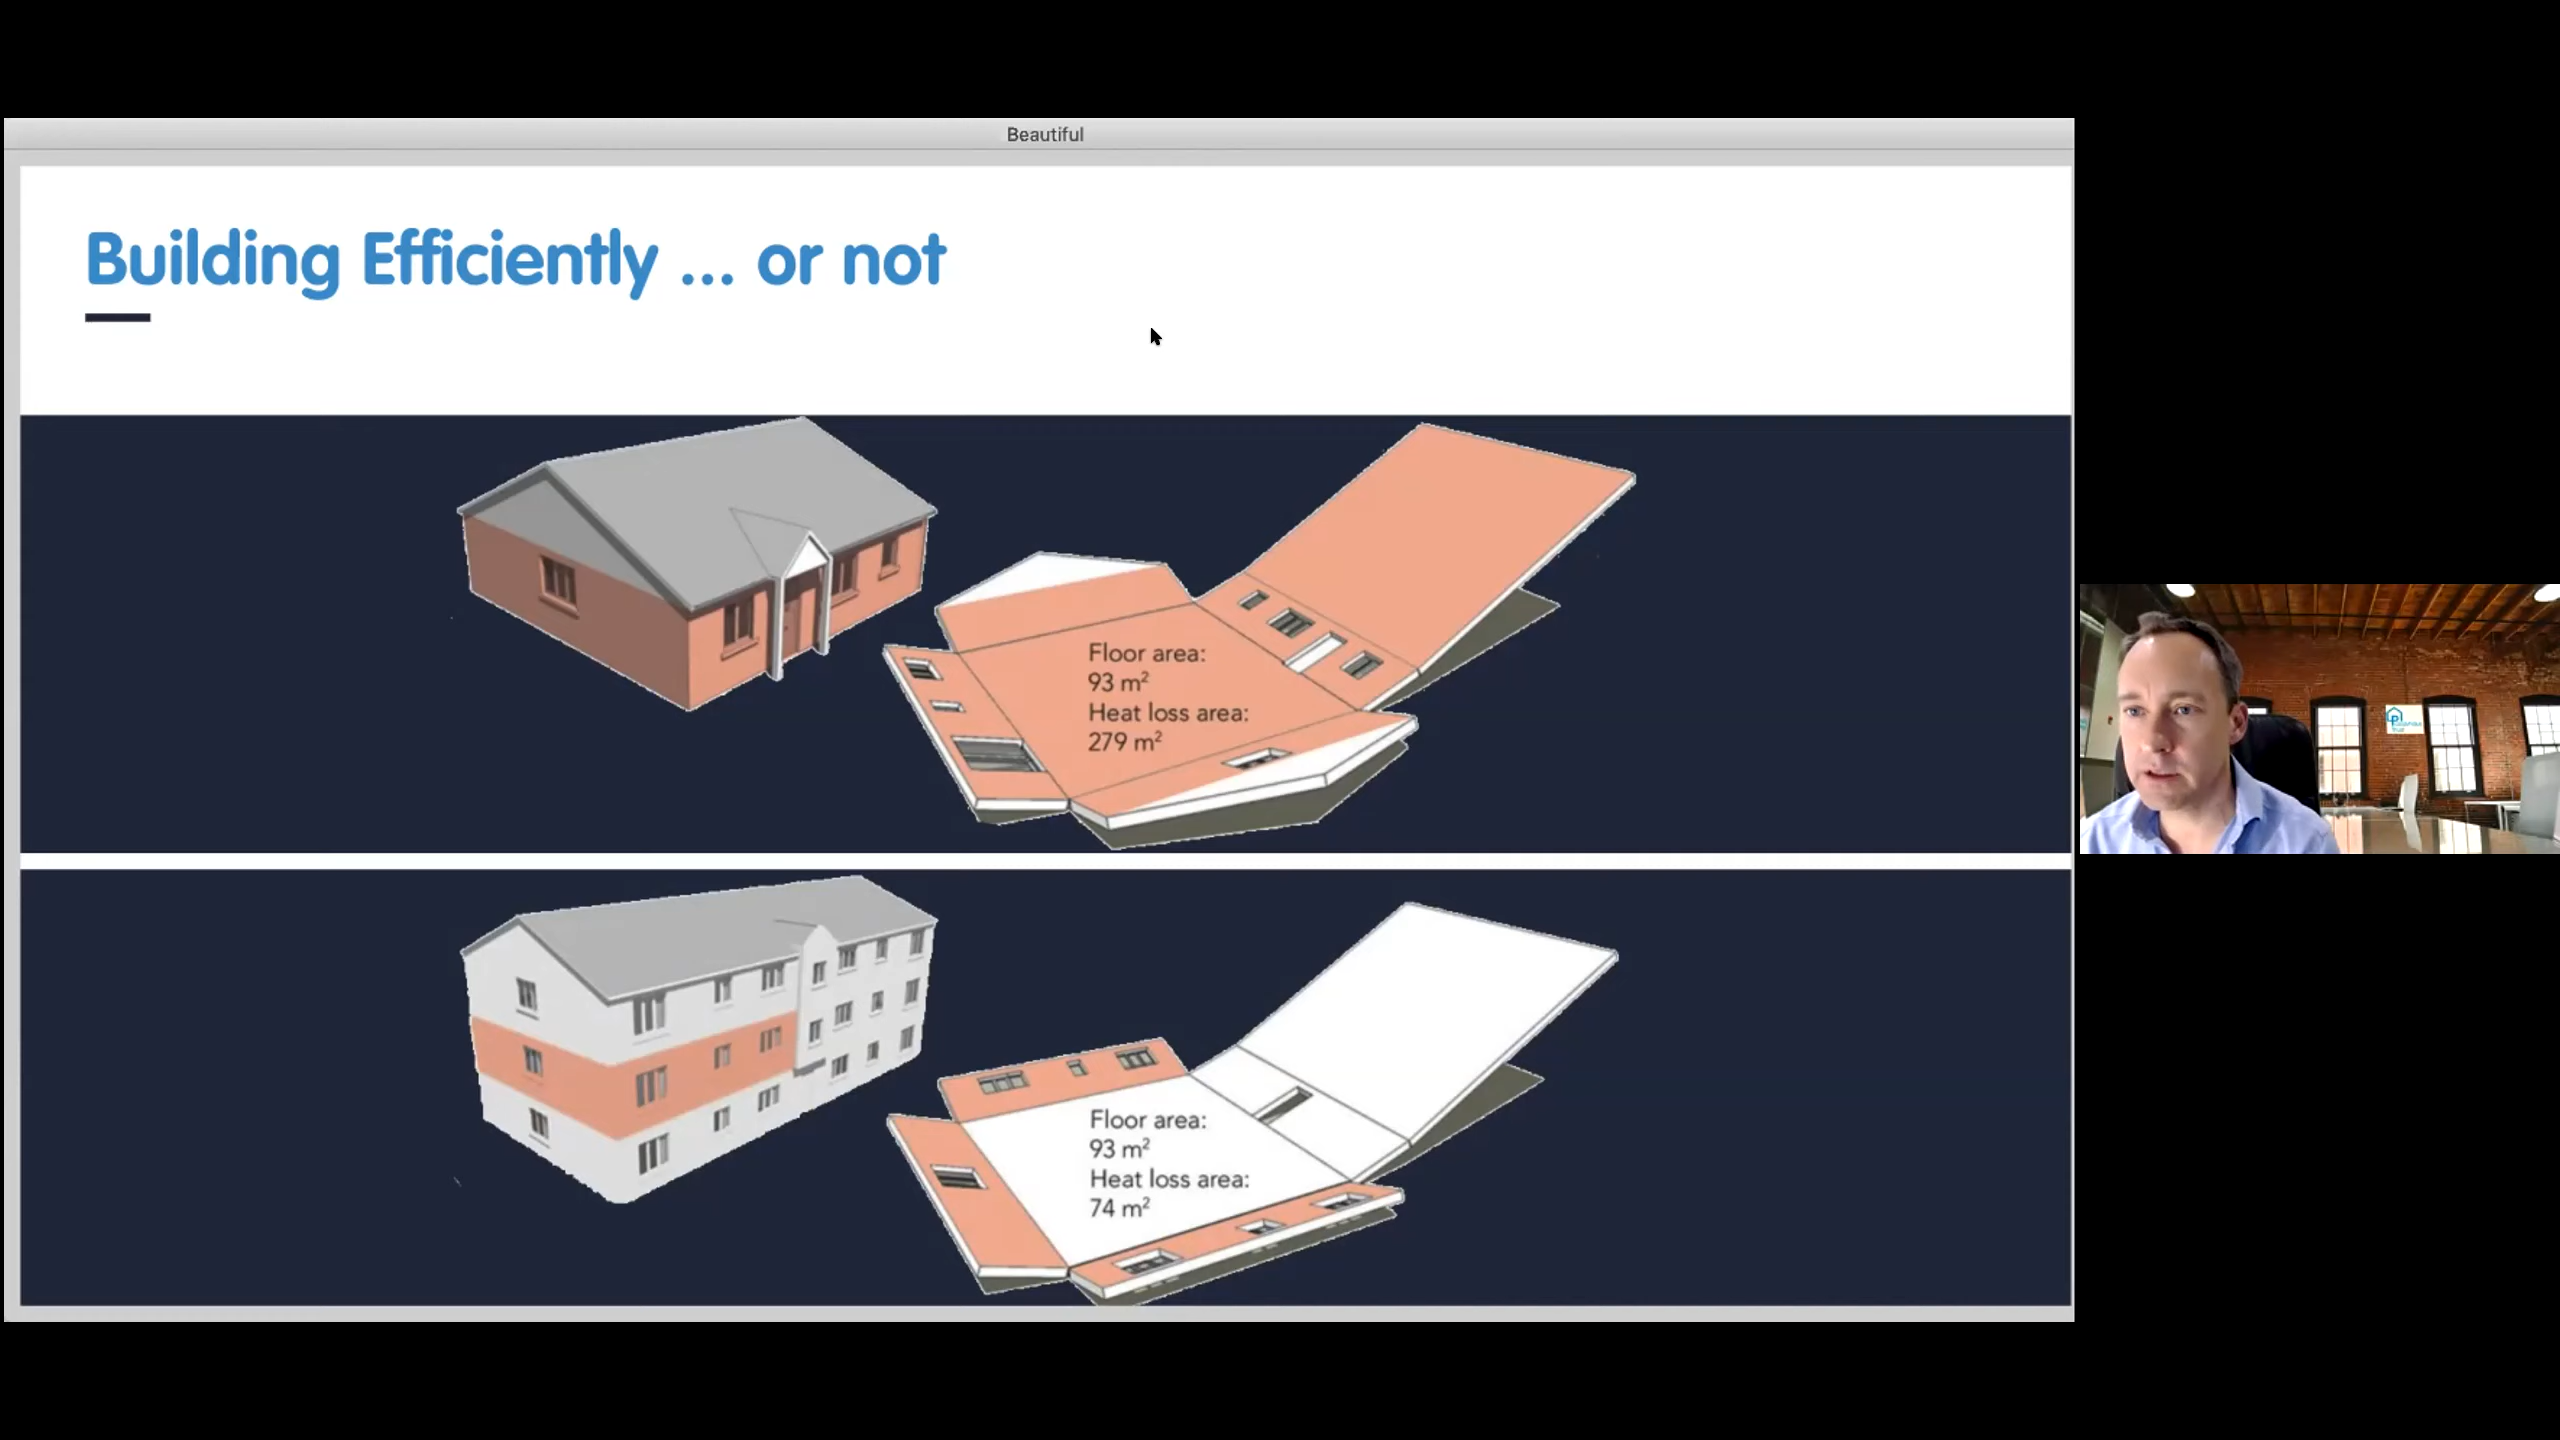 Beautiful
Building Efficiently ... or not
Floor area:
93 m²
Heat loss area:
279 m²
Floor area:
93 m²
Heat loss area:
74 m²